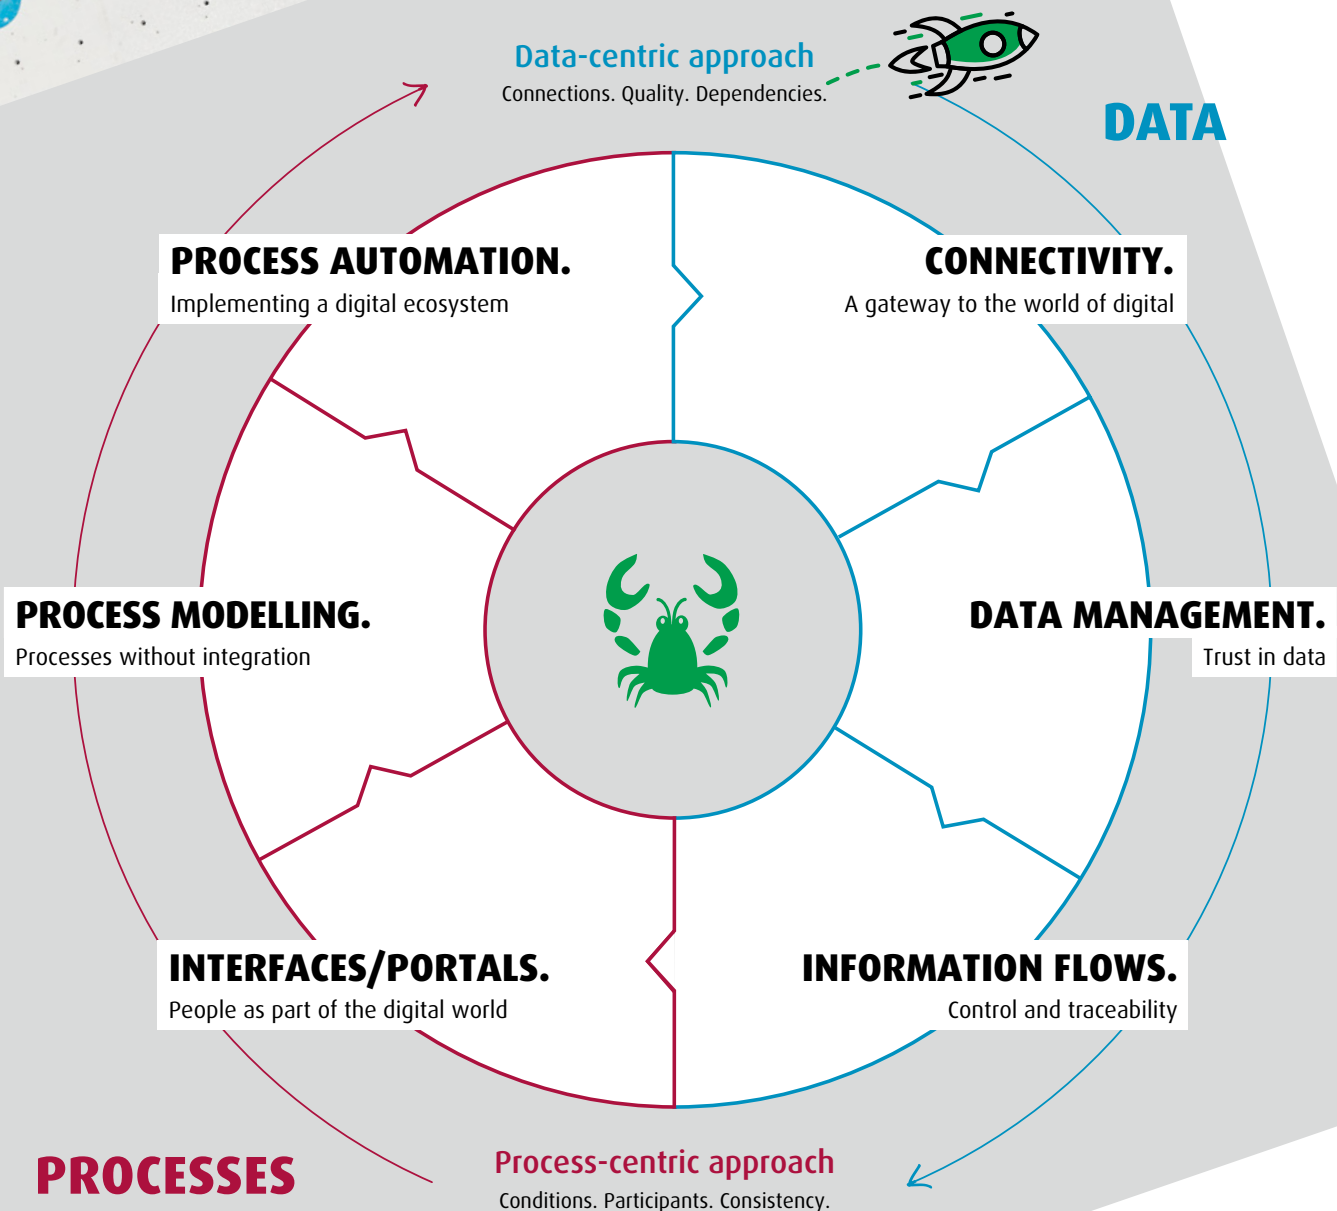 Data-centric approach
Connections. Quality. Dependencies.
DATA
PROCESS AUTOMATION.
Implementing a digital ecosystem
CONNECTIVITY.
A gateway to the world of digital
PROCESS MODELLING.
Processes without integration
DATA MANAGEMENT.
Trust in data
INTERFACES/PORTALS.
People as part of the digital world
INFORMATION FLOWS.
Control and traceability
PROCESSES
Process-centric approach
Conditions. Participants. Consistency.